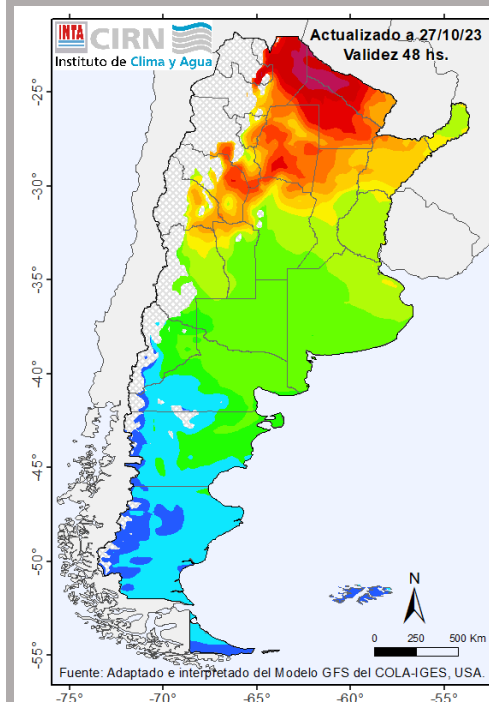 INTA CIRN
Instituto de Clima y Agua
Actualizado a 27/10/23
Validez 48 hs.
-25°
-30°
-35°
-40°
-45°
-50°
-55°
N
0 250 500 Km
Fuente: Adaptado e interpretado del Modelo GFS del COLA-IGES, USA.
-75° -70° -65° -60° -55°